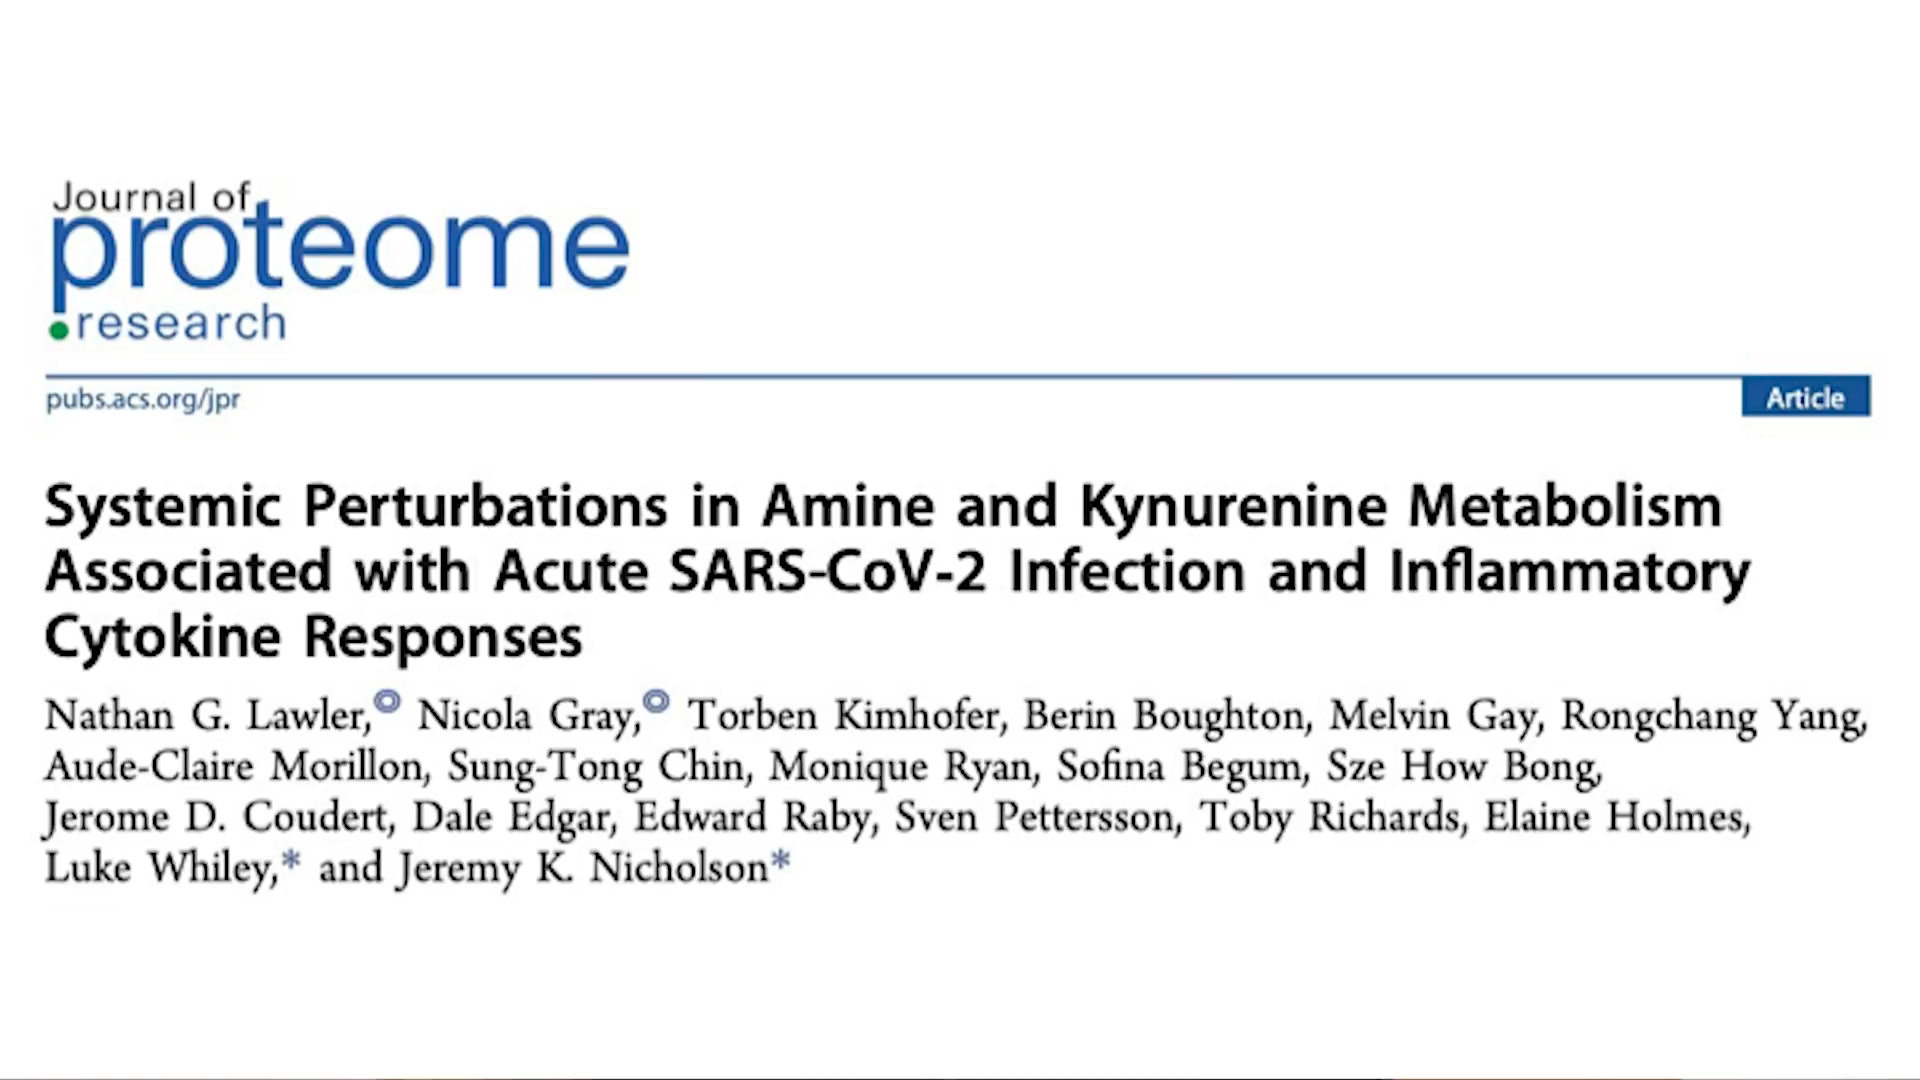 Journal of
proteome
research
pubs.acs.org/jpr
Article
Systemic Perturbations in Amine and Kynurenine Metabolism
Associated with Acute SARS-CoV-2 Infection and Inflammatory
Cytokine Responses
Nathan G. Lawler, Nicola Gray, Torben Kimhofer, Berin Boughton, Melvin Gay, Rongchang Yang,
Aude-Claire Morillon, Sung-Tong Chin, Monique Ryan, Sofina Begum, Sze How Bong,
Jerome D. Coudert, Dale Edgar, Edward Raby, Sven Pettersson, Toby Richards, Elaine Holmes,
Luke Whiley,* and Jeremy K. Nicholson*